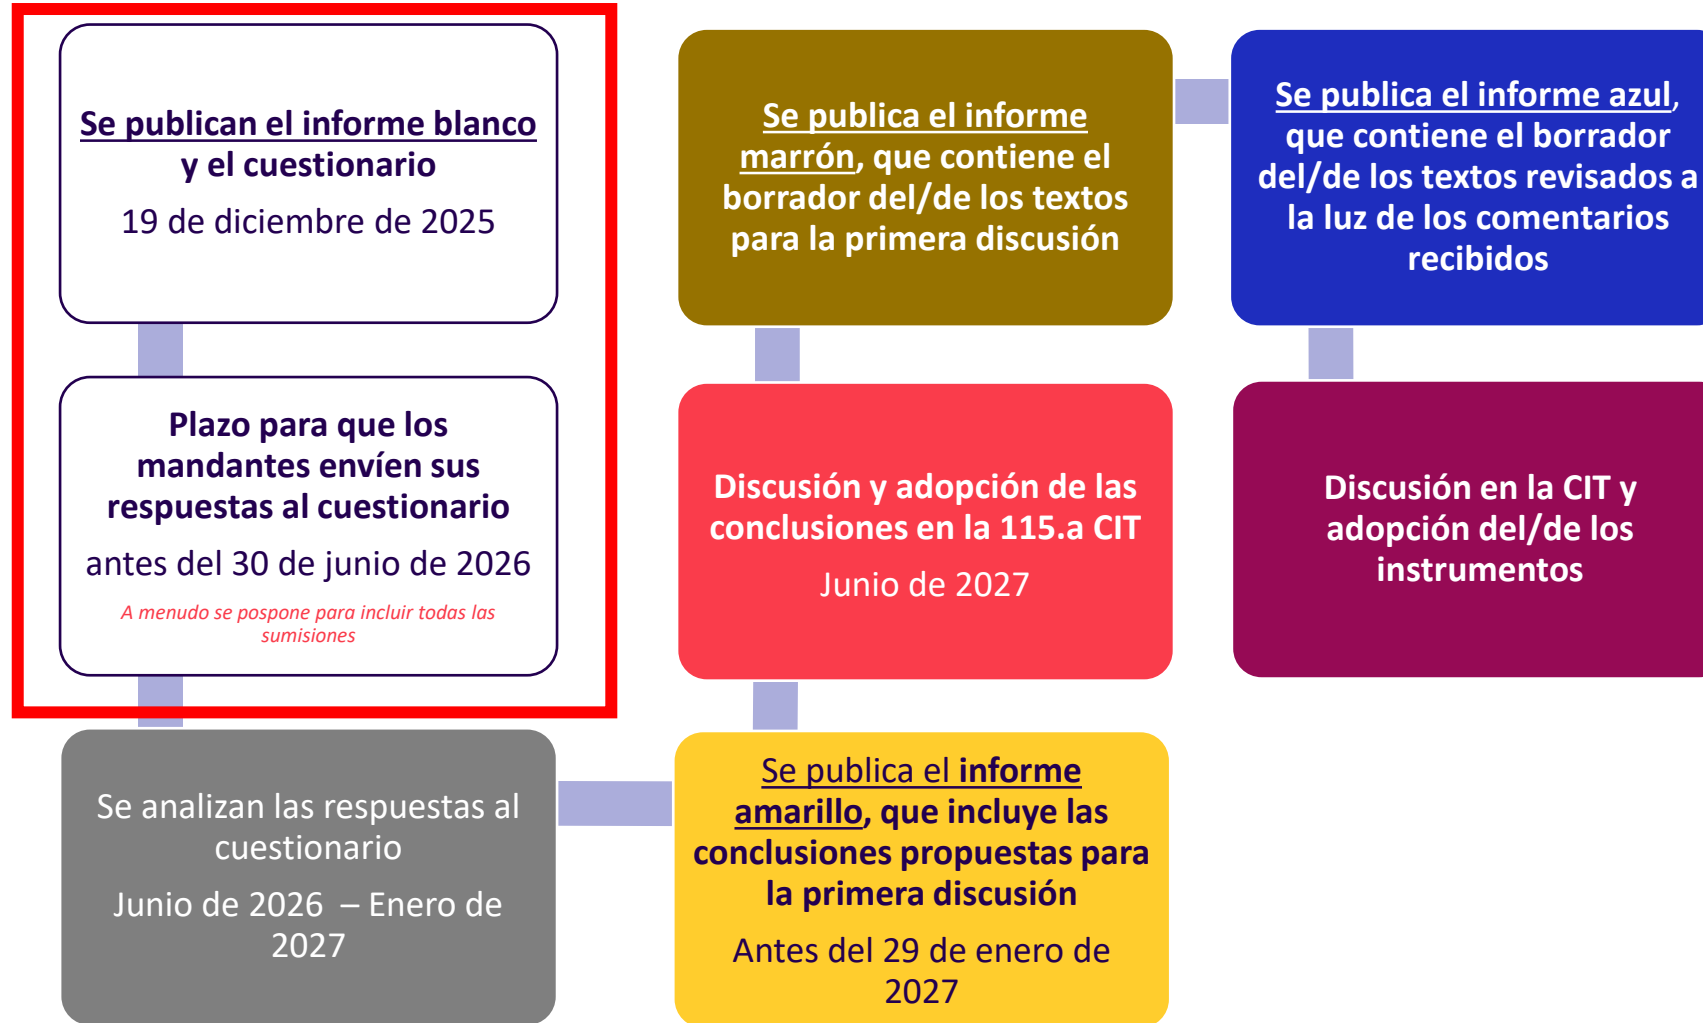 Se publican el informe blanco
y el cuestionario
19 de diciembre de 2025
Plazo para que los
mandantes envíen sus
respuestas al cuestionario
antes del 30 de junio de 2026
A menudo se pospone para incluir todas las
sumisiones
Se analizan las respuestas al
cuestionario
Junio de 2026 – Enero de
2027
Se publica el informe
amarillo, que incluye las
conclusiones propuestas para
la primera discusión
Antes del 29 de enero de
2027
Discusión y adopción de las
conclusiones en la 115.a CIT
Junio de 2027
Se publica el informe
marrón, que contiene el
borrador del/de los textos
para la primera discusión
Se publica el informe azul,
que contiene el borrador
del/de los textos revisados a
la luz de los comentarios
recibidos
Discusión en la CIT y
adopción del/de los
instrumentos